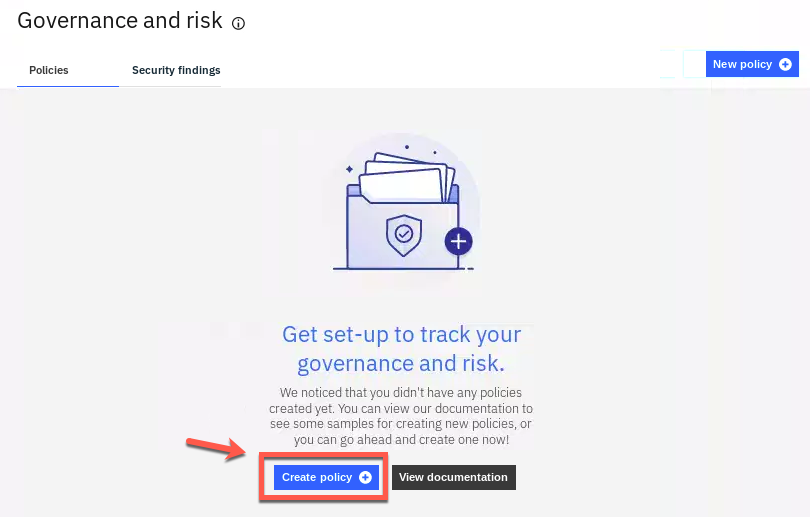 Governance and risk
Policies
Security findings
New policy
Get set-up to track your
governance and risk.
We noticed that you didn't have any policies
created yet. You can view our documentation to
see some samples for creating new policies, or
you can go ahead and create one now!
Create policy
View documentation